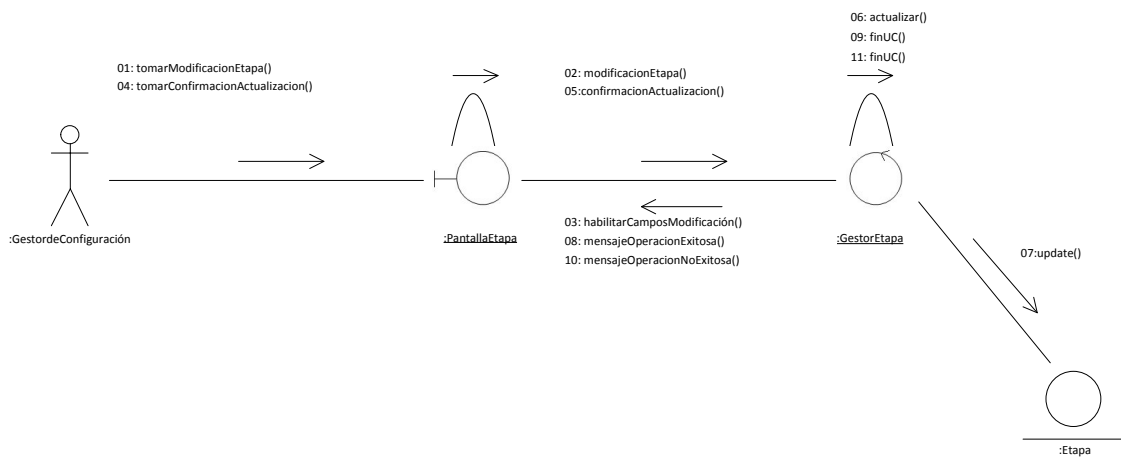 06: actualizar()
09: finUC()
11: finUC()
01: tomarModificacionEtapa()
04: tomarConfirmacionActualizacion()
02: modificacionEtapa()
05:confirmacionActualizacion()
:GestordeConfiguración
:PantallaEtapa
03: habilitarCamposModificación()
08: mensajeOperacionExitosa()
10: mensajeOperacionNoExitosa()
:GestorEtapa
07:update()
:Etapa